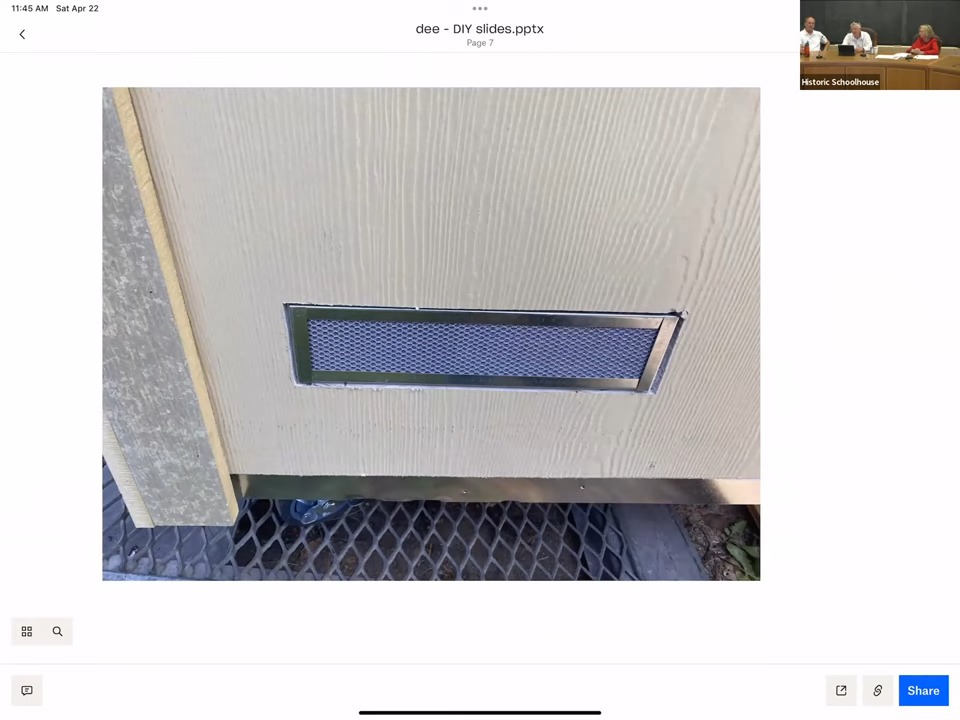 11:45 AM Sat Apr 22
dee - DIY slides.pptx
Page 7
Historic Schoolhouse
Share